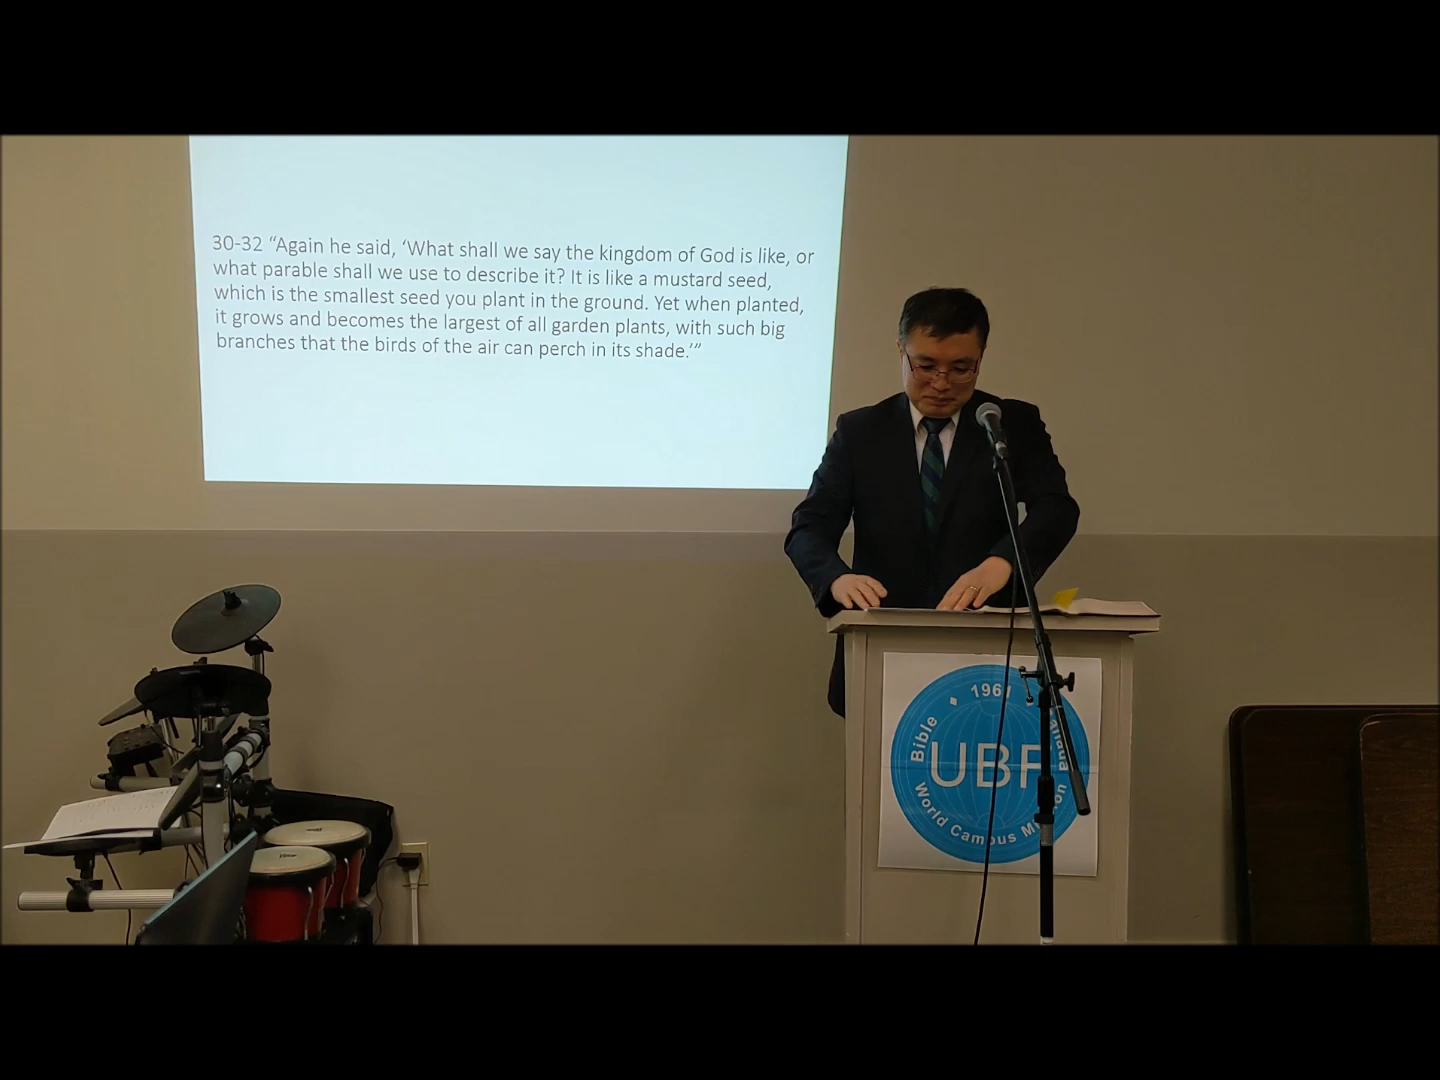 30-32 “Again he said, ‘What shall we say the kingdom of God is like, or
what parable shall we use to describe it? It is like a mustard seed,
which is the smallest seed you plant in the ground. Yet when planted,
it grows and becomes the largest of all garden plants, with such big
branches that the birds of the air can perch in its shade.’”
1961
Bible
UBF
World Campus